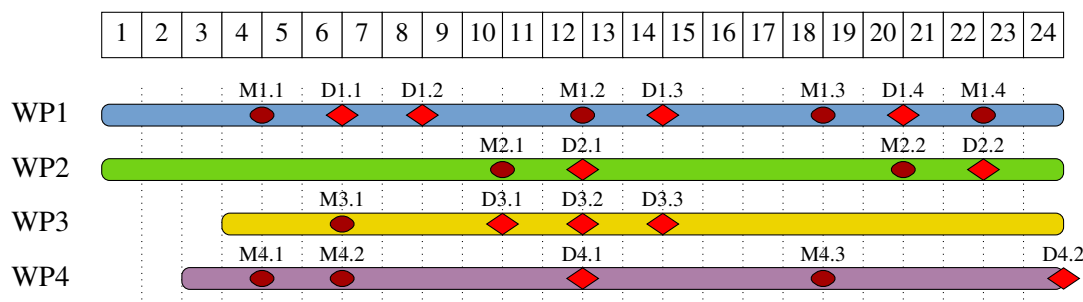 1 2 3 4 5 6 7 8 9 10 11 12 13 14 15 16 17 18 19 20 21 22 23 24
M1.1 D1.1 D1.2 M1.2 D1.3 M1.3 D1.4 M1.4
WP1
M2.1 D2.1 M2.2 D2.2
WP2
M3.1 D3.1 D3.2 D3.3
WP3
M4.1 M4.2 D4.1 M4.3 D4.2
WP4